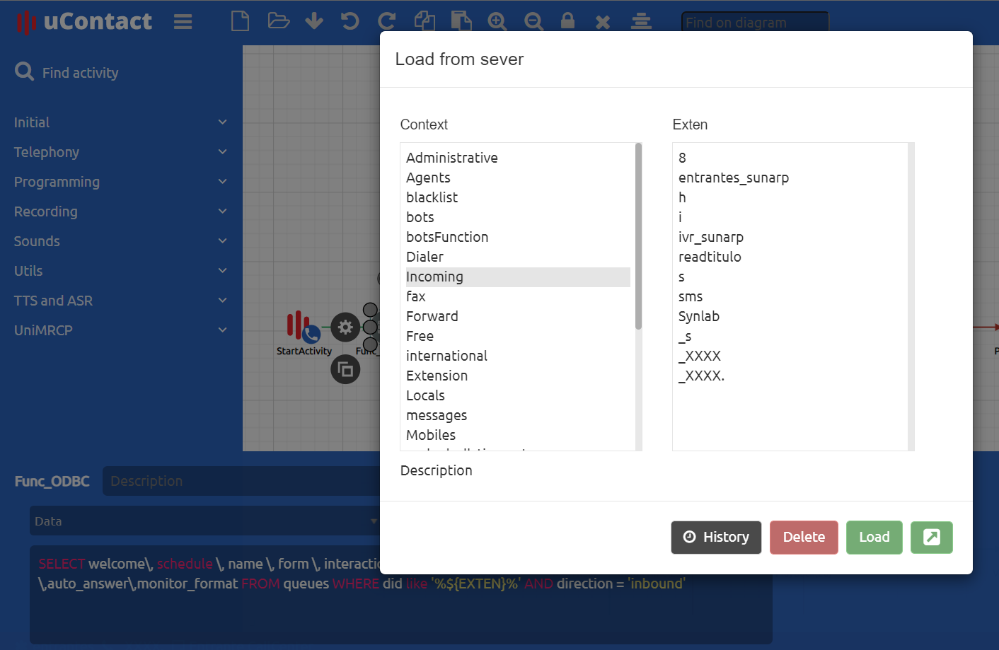 uContact
Find on diagram
Find activity
Initial
Telephony
Programming
Recording
Sounds
Utils
TTS and ASR
UniMRCP
StartActivity
Load from sever
Context
Administrative
Agents
blacklist
bots
botsFunction
Dialer
Incoming
fax
Forward
Free
international
Extension
Locals
messages
Mobiles
Exten
8
entrantes_sunarp
h
i
ivr_sunarp
readtitulo
s
sms
Synlab
_s
_XXXX
_XXXX.
Description
History
Delete
Load
Func_ODBC
Description
Data
SELECT welcome\, schedule \, name \, form \,
\,auto_answer\,monitor_format FROM queues WHERE did like '%${EXTEN}%' AND direction = 'inbound'